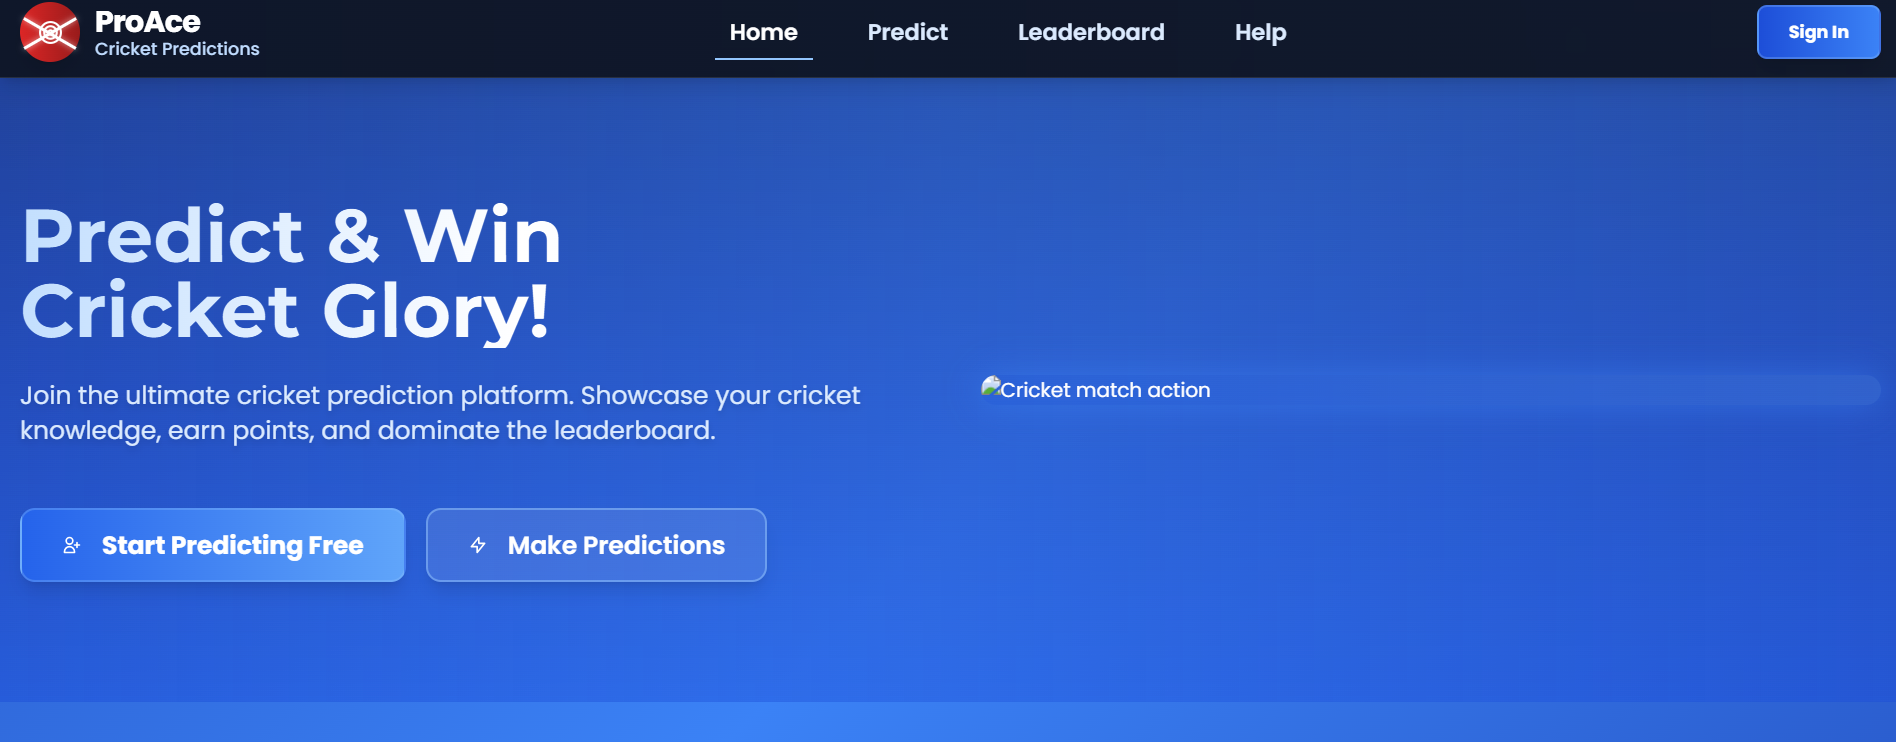 ProAce
Cricket Predictions
Home
Predict
Leaderboard
Help
Sign In
Predict & Win
Cricket Glory!
Join the ultimate cricket prediction platform. Showcase your cricket
knowledge, earn points, and dominate the leaderboard.
Cricket match action
Start Predicting Free
Make Predictions